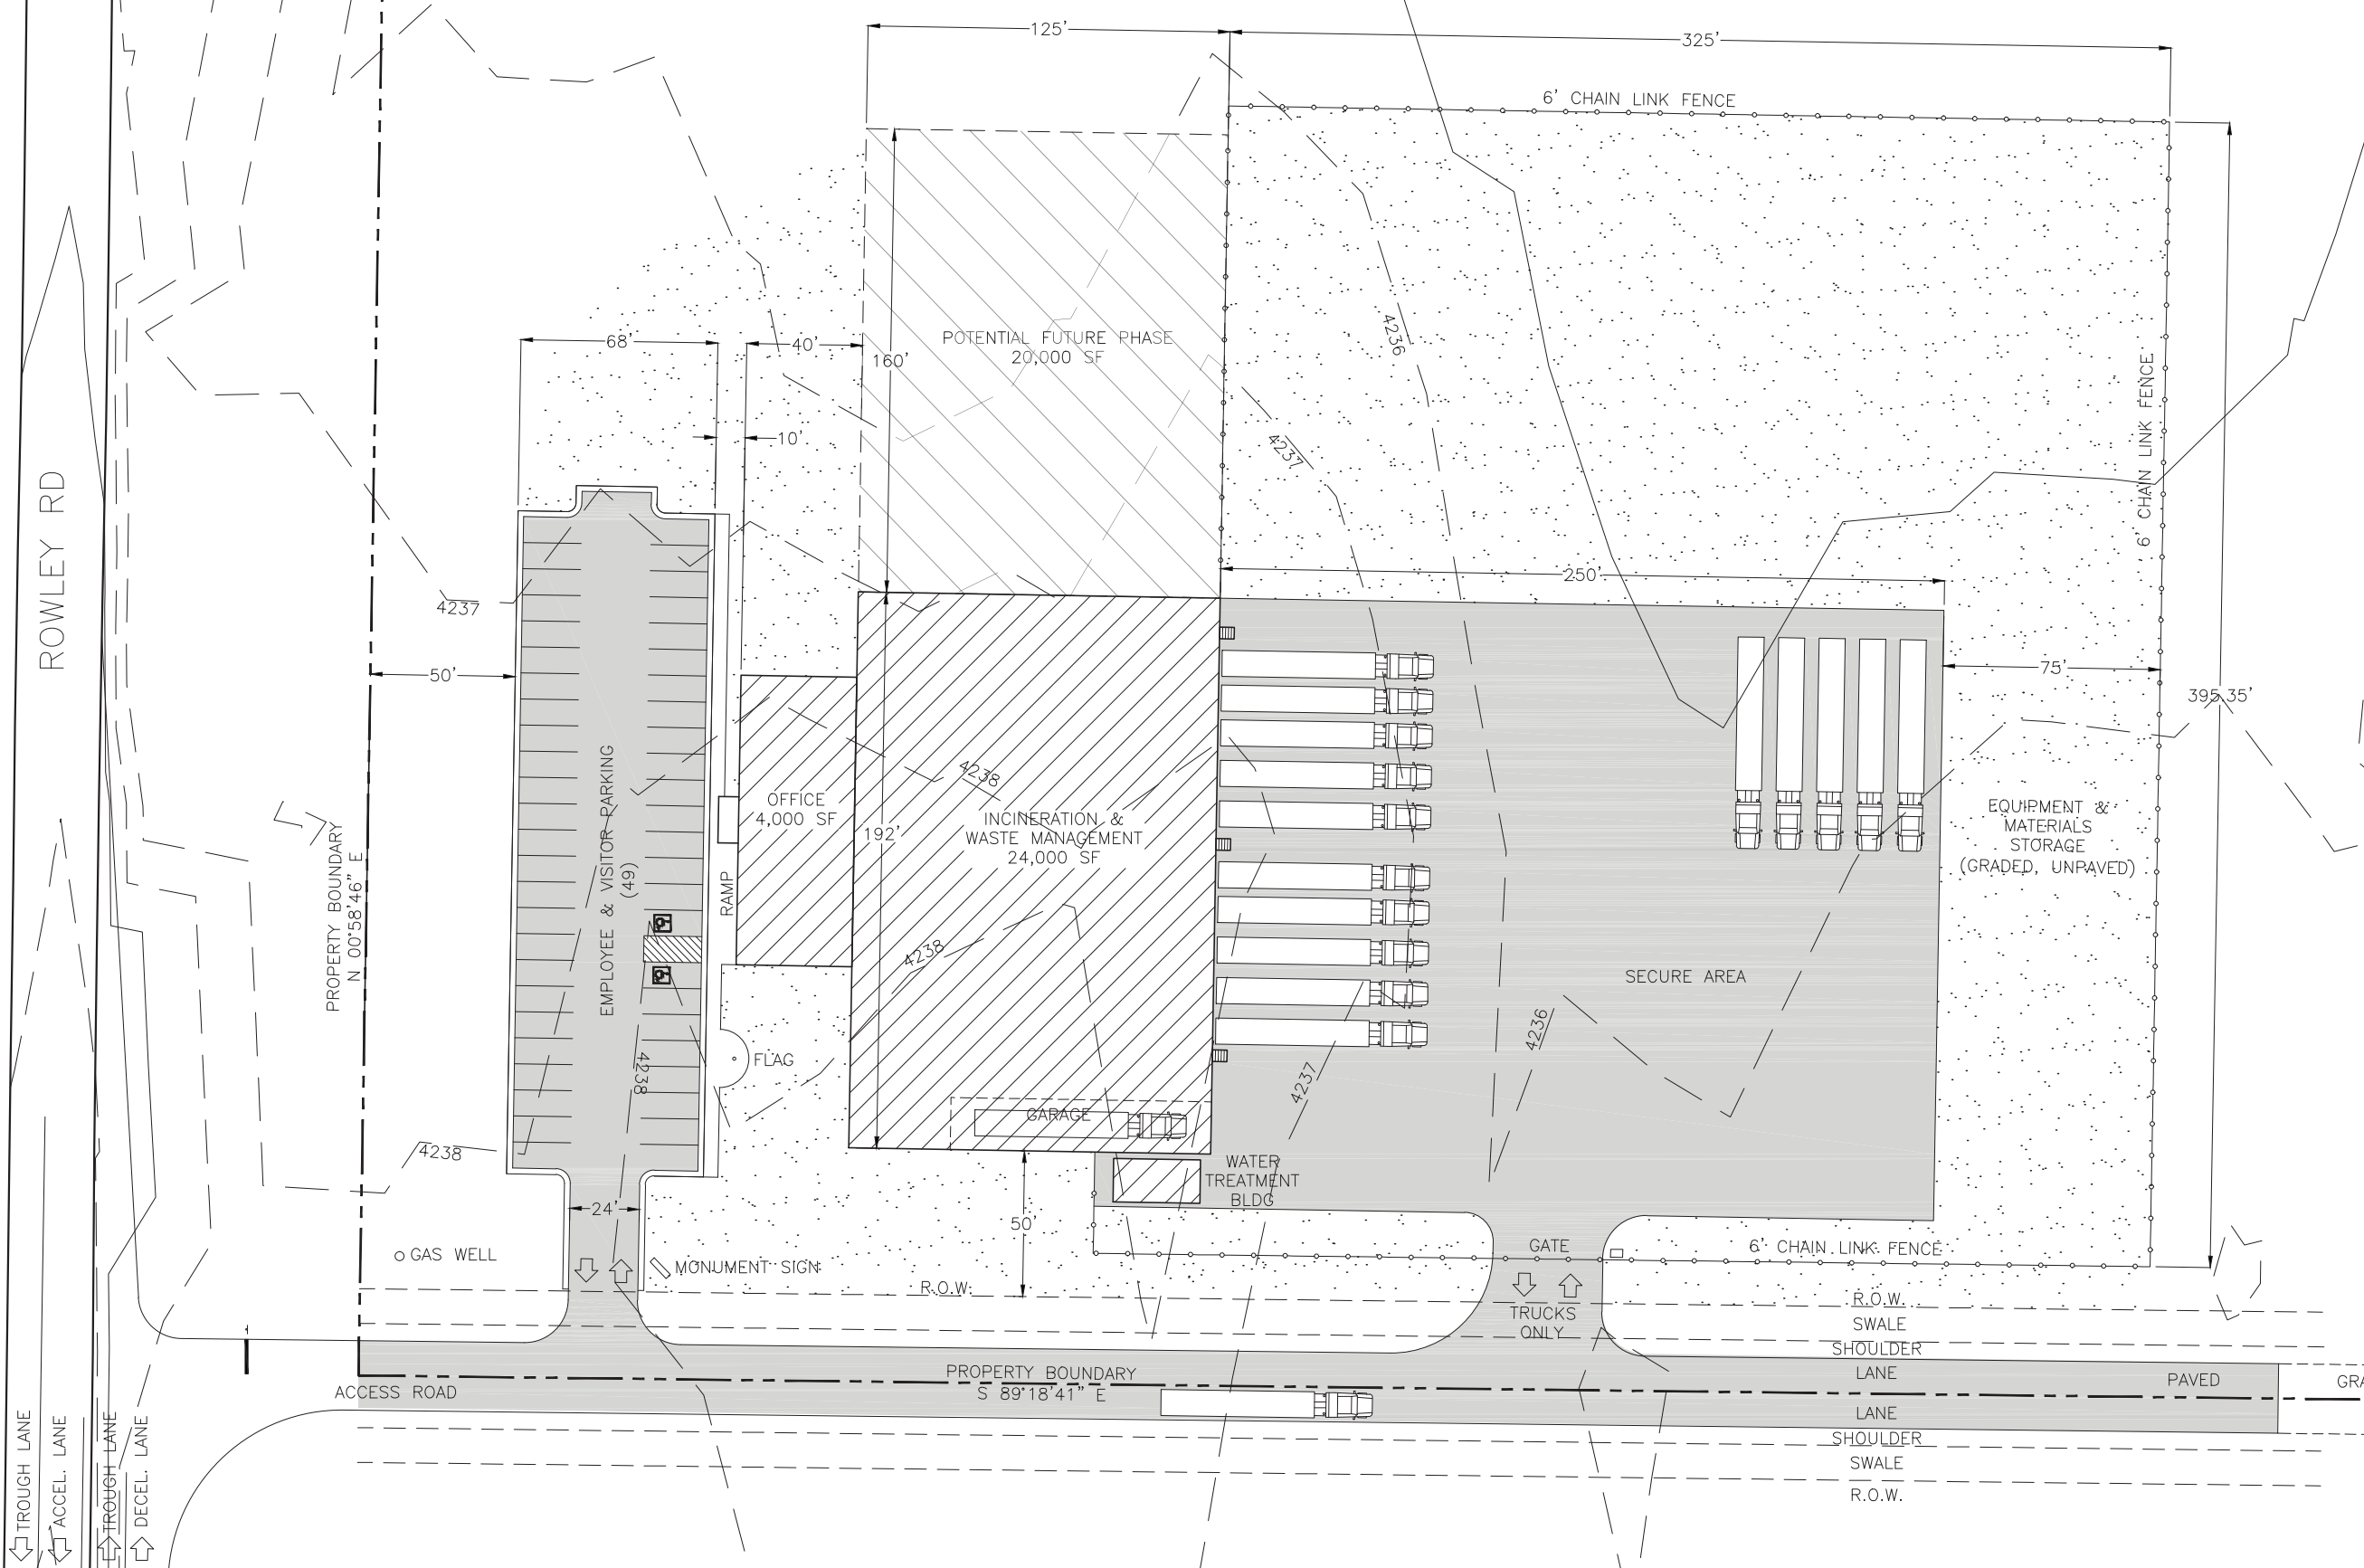 125'
325'
6' CHAIN LINK FENCE
4236
68'
40'
160'
POTENTIAL FUTURE PHASE
20,000 SF
6' CHAIN LINK FENCE
10'
4237
ROWLEY RD
4237
250'
50'
75'
395.35'
4238
OFFICE
4,000 SF
192'
INCINERATION &
WASTE MANAGEMENT
24,000 SF
EQUIPMENT &
MATERIALS
STORAGE
(GRADED, UNPAVED)
PROPERTY BOUNDARY
N 00°58'46" E
EMPLOYEE & VISITOR PARKING
(49)
RAMP
4238
SECURE AREA
4236
FLAG
4238
4237
GARAGE
4238
WATER
TREATMENT
BLDG
24'
50'
GAS WELL
MONUMENT SIGN
R.O.W.
GATE
6' CHAIN LINK FENCE
TRUCKS
ONLY
R.O.W.
SWALE
SHOULDER
LANE
PROPERTY BOUNDARY
S 89°18'41" E
ACCESS ROAD
PAVED
GRA
LANE
SHOULDER
SWALE
R.O.W.
TROUGH LANE
ACCEL. LANE
TROUGH LANE
DECEL. LANE